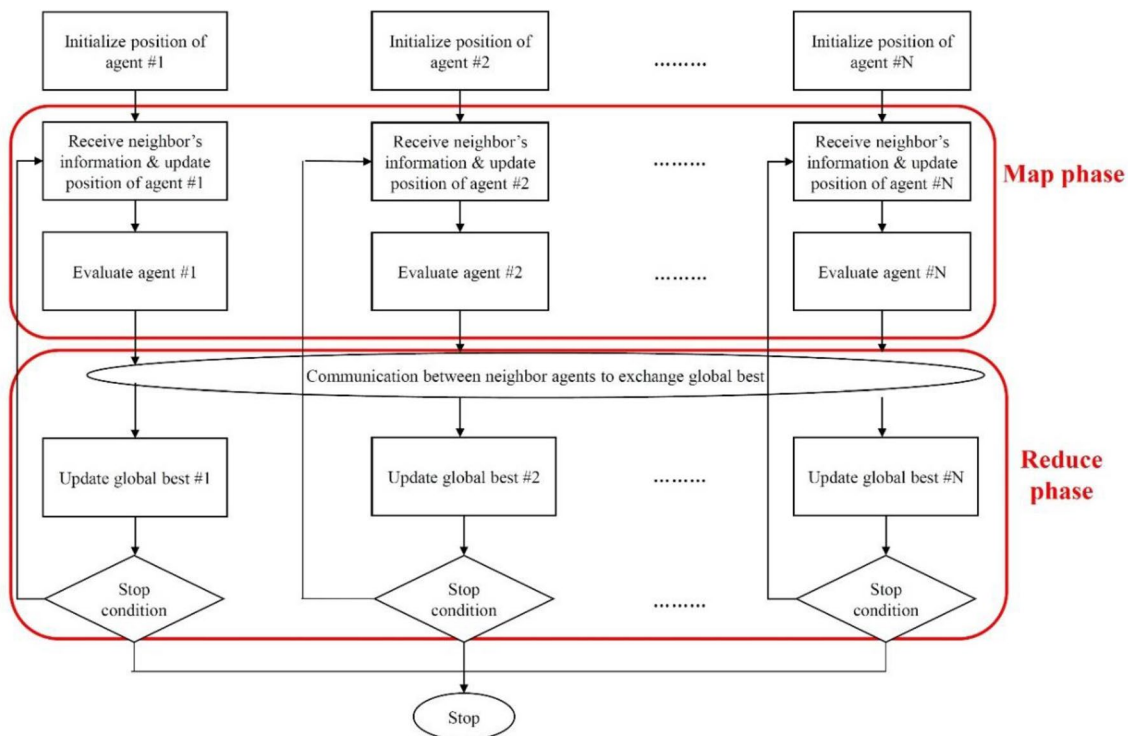 Initialize position of
agent #1
Initialize position of
agent #2
………
Initialize position of
agent #N
Receive neighbor's
information & update
position of agent #1
Receive neighbor's
information & update
position of agent #2
………
Receive neighbor's
information & update
position of agent #N
Map phase
Evaluate agent #1
Evaluate agent #2
………
Evaluate agent #N
Communication between neighbor agents to exchange global best
Update global best #1
Update global best #2
………
Update global best #N
Reduce
phase
Stop
condition
Stop
condition
………
Stop
condition
Stop